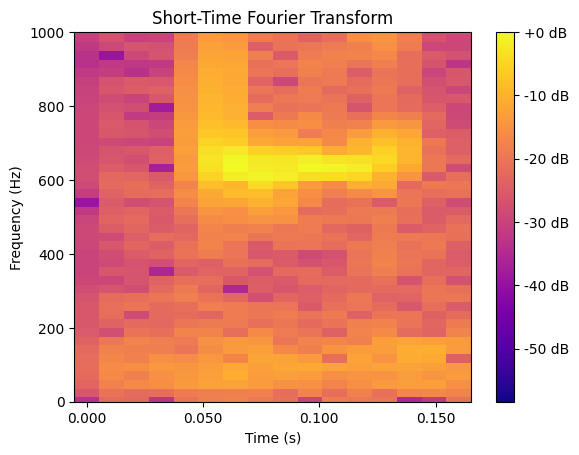 Short-Time Fourier Transform
1000
800
600
400
200
0
Frequency (Hz)
0.000
0.050
0.100
0.150
Time (s)
+0 dB
-10 dB
-20 dB
-30 dB
-40 dB
-50 dB